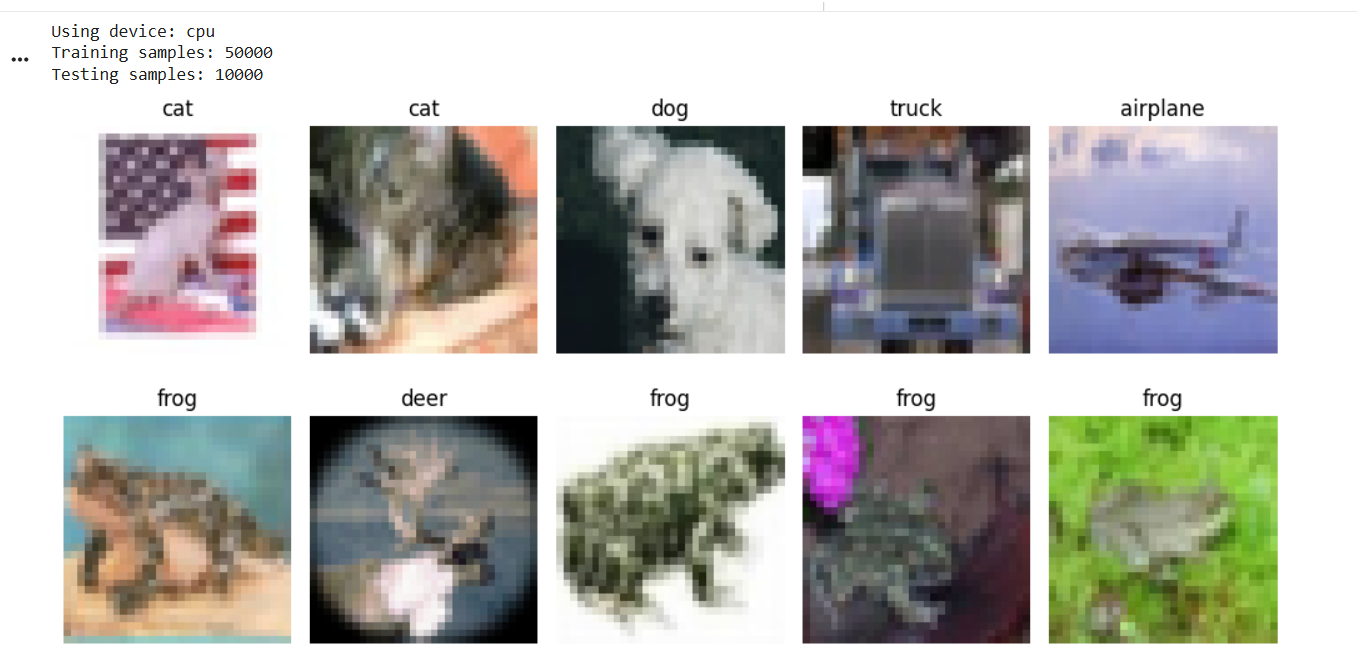 Using device: cpu
Training samples: 50000
Testing samples: 10000
cat cat dog truck airplane
frog deer frog frog frog